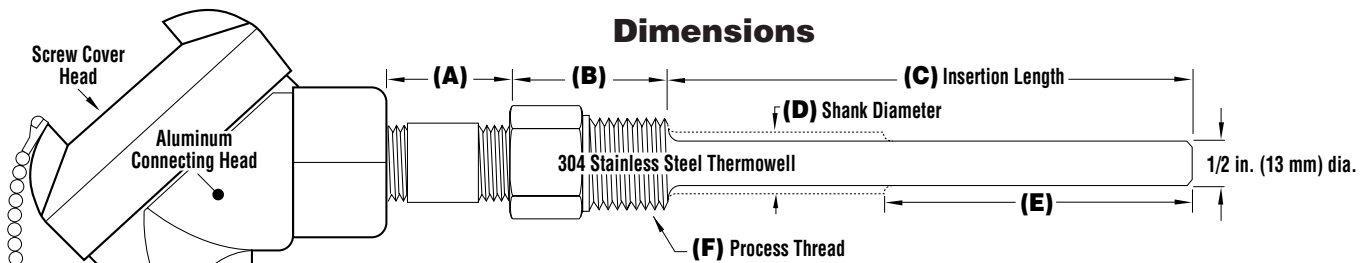 Dimensions
Screw Cover
Head
(A)
(B)
(C) Insertion Length
(D) Shank Diameter
Aluminum
Connecting Head
304 Stainless Steel Thermowell
1/2 in. (13 mm) dia.
(E)
(F) Process Thread